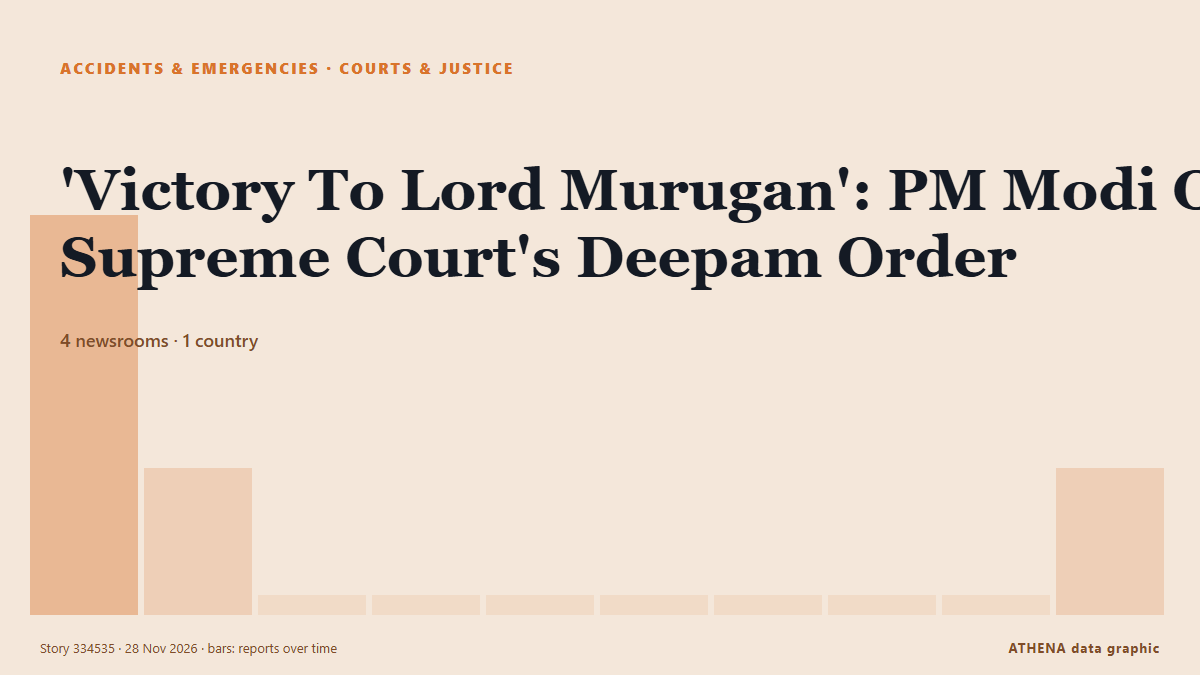 ACCIDENTS & EMERGENCIES · COURTS & JUSTICE
'Victory To Lord Murugan': PM Modi
Supreme Court's Deepam Order
4 newsrooms · 1 country
Story 334535 · 28 Nov 2026 · bars: reports over time
ATHENA data graphic